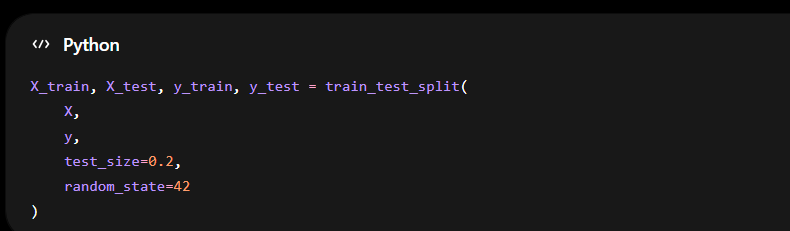 </> Python
X_train, X_test, y_train, y_test = train_test_split(
    X,
    y,
    test_size=0.2,
    random_state=42
)